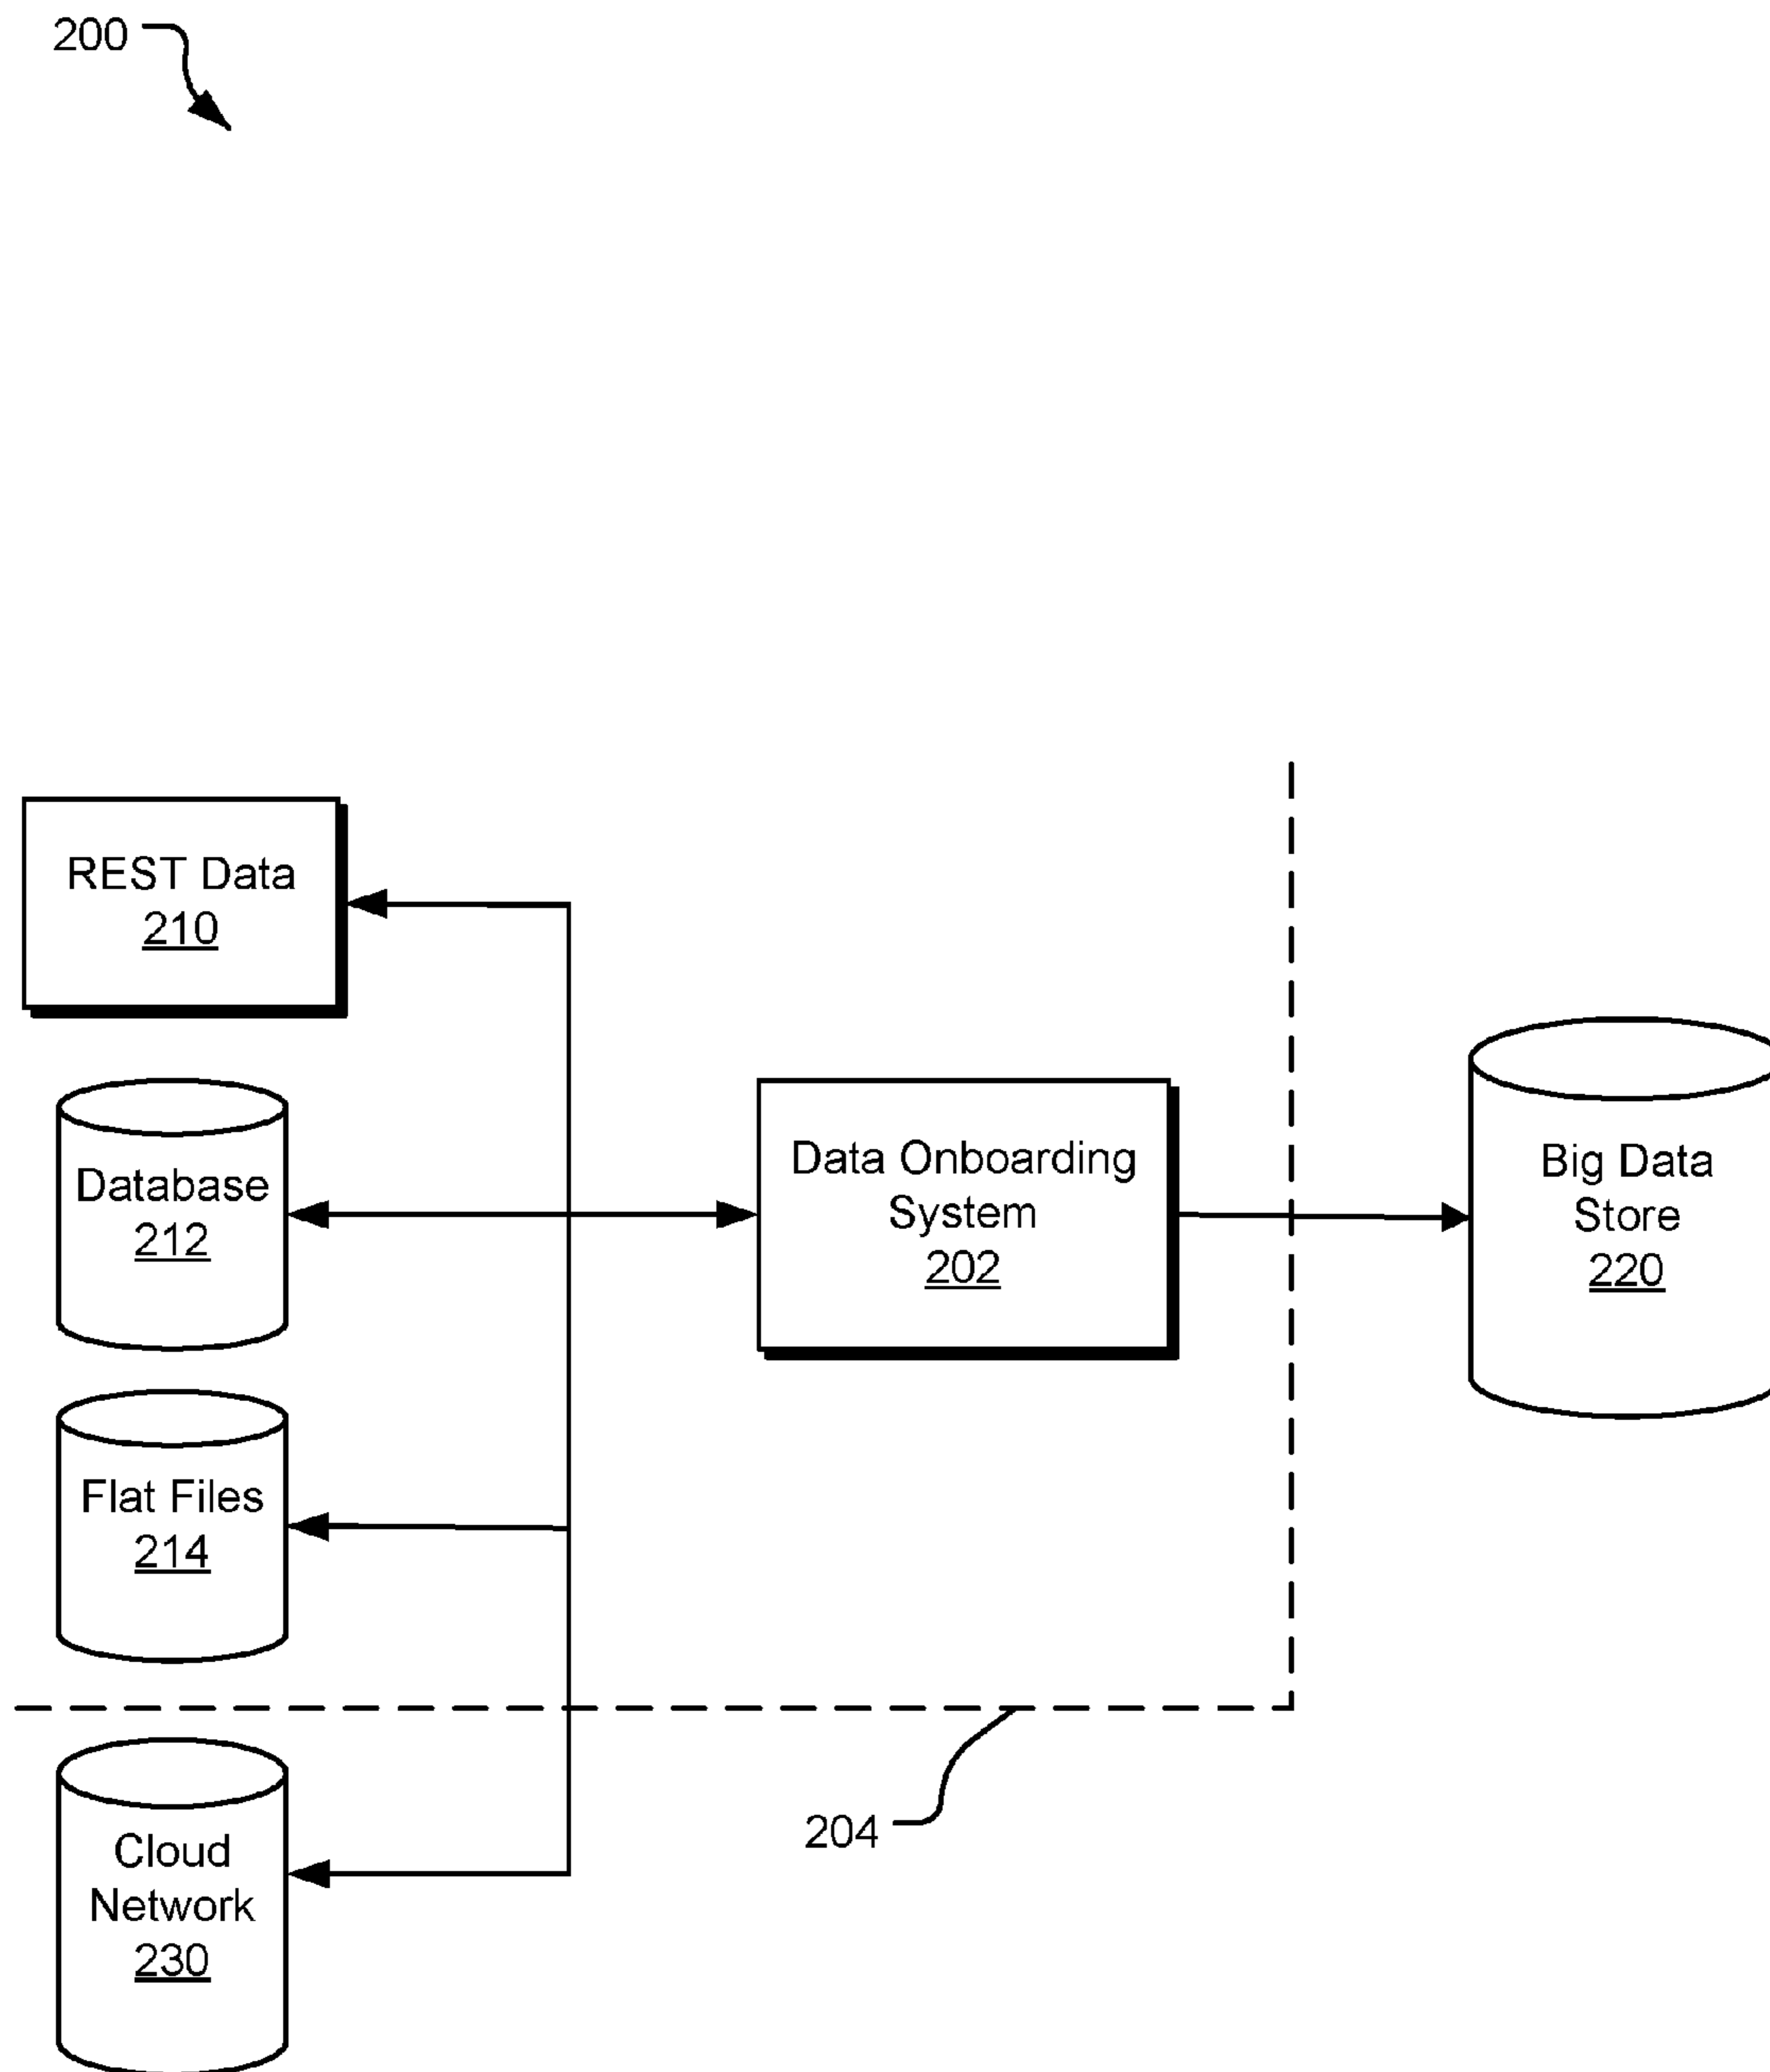 200
REST Data
210
Database
212
Data Onboarding
System
202
Big Data
Store
220
Flat Files
214
204
Cloud
Network
230